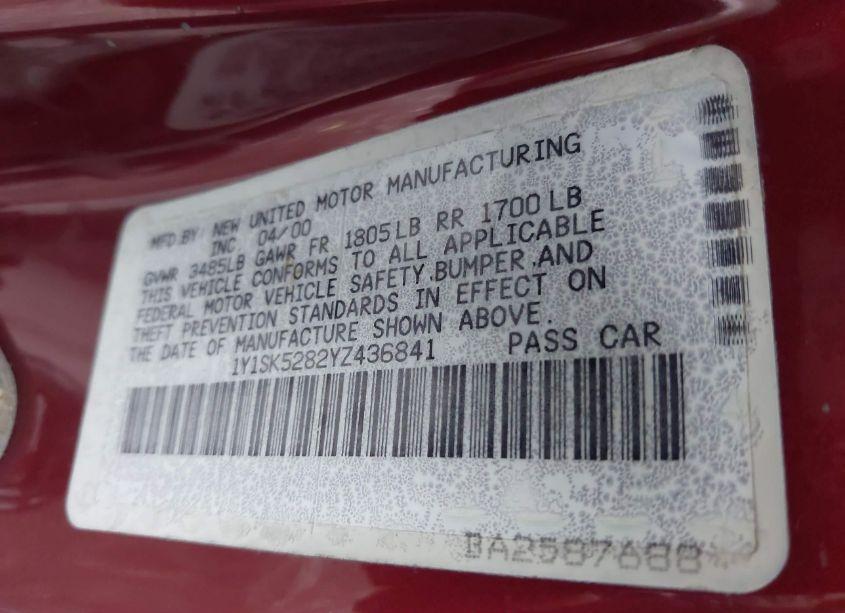 MFD.BY: NEW UNITED MOTOR MANUFACTURING
INC. 04/00
GVWR 3485LB GAWR FR 1805LB RR 1700LB
THIS VEHICLE CONFORMS TO ALL APPLICABLE
FEDERAL MOTOR VEHICLE SAFETY,BUMPER,AND
THEFT PREVENTION STANDARDS IN EFFECT ON
THE DATE OF MANUFACTURE SHOWN ABOVE.
1Y1SK5282YZ436841 PASS CAR
BA2587688